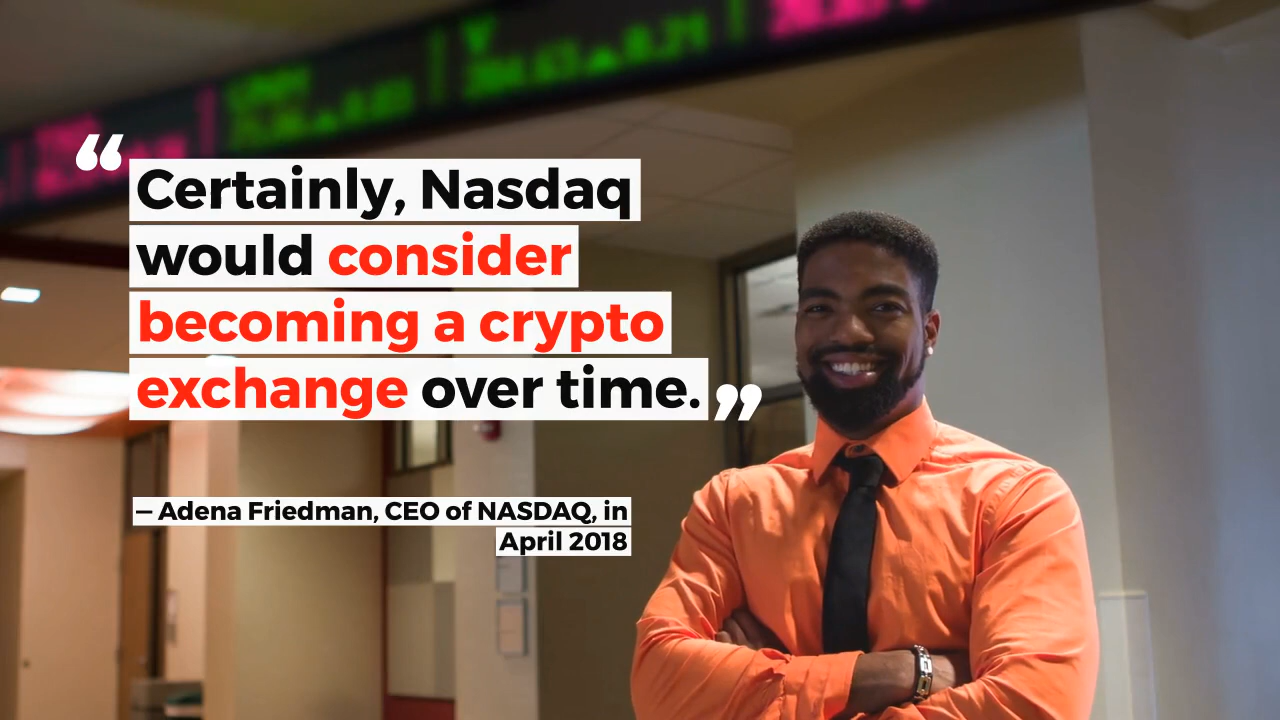 “
Certainly, Nasdaq
would consider
becoming a crypto
exchange over time.”
– Adena Friedman, CEO of NASDAQ, in
April 2018